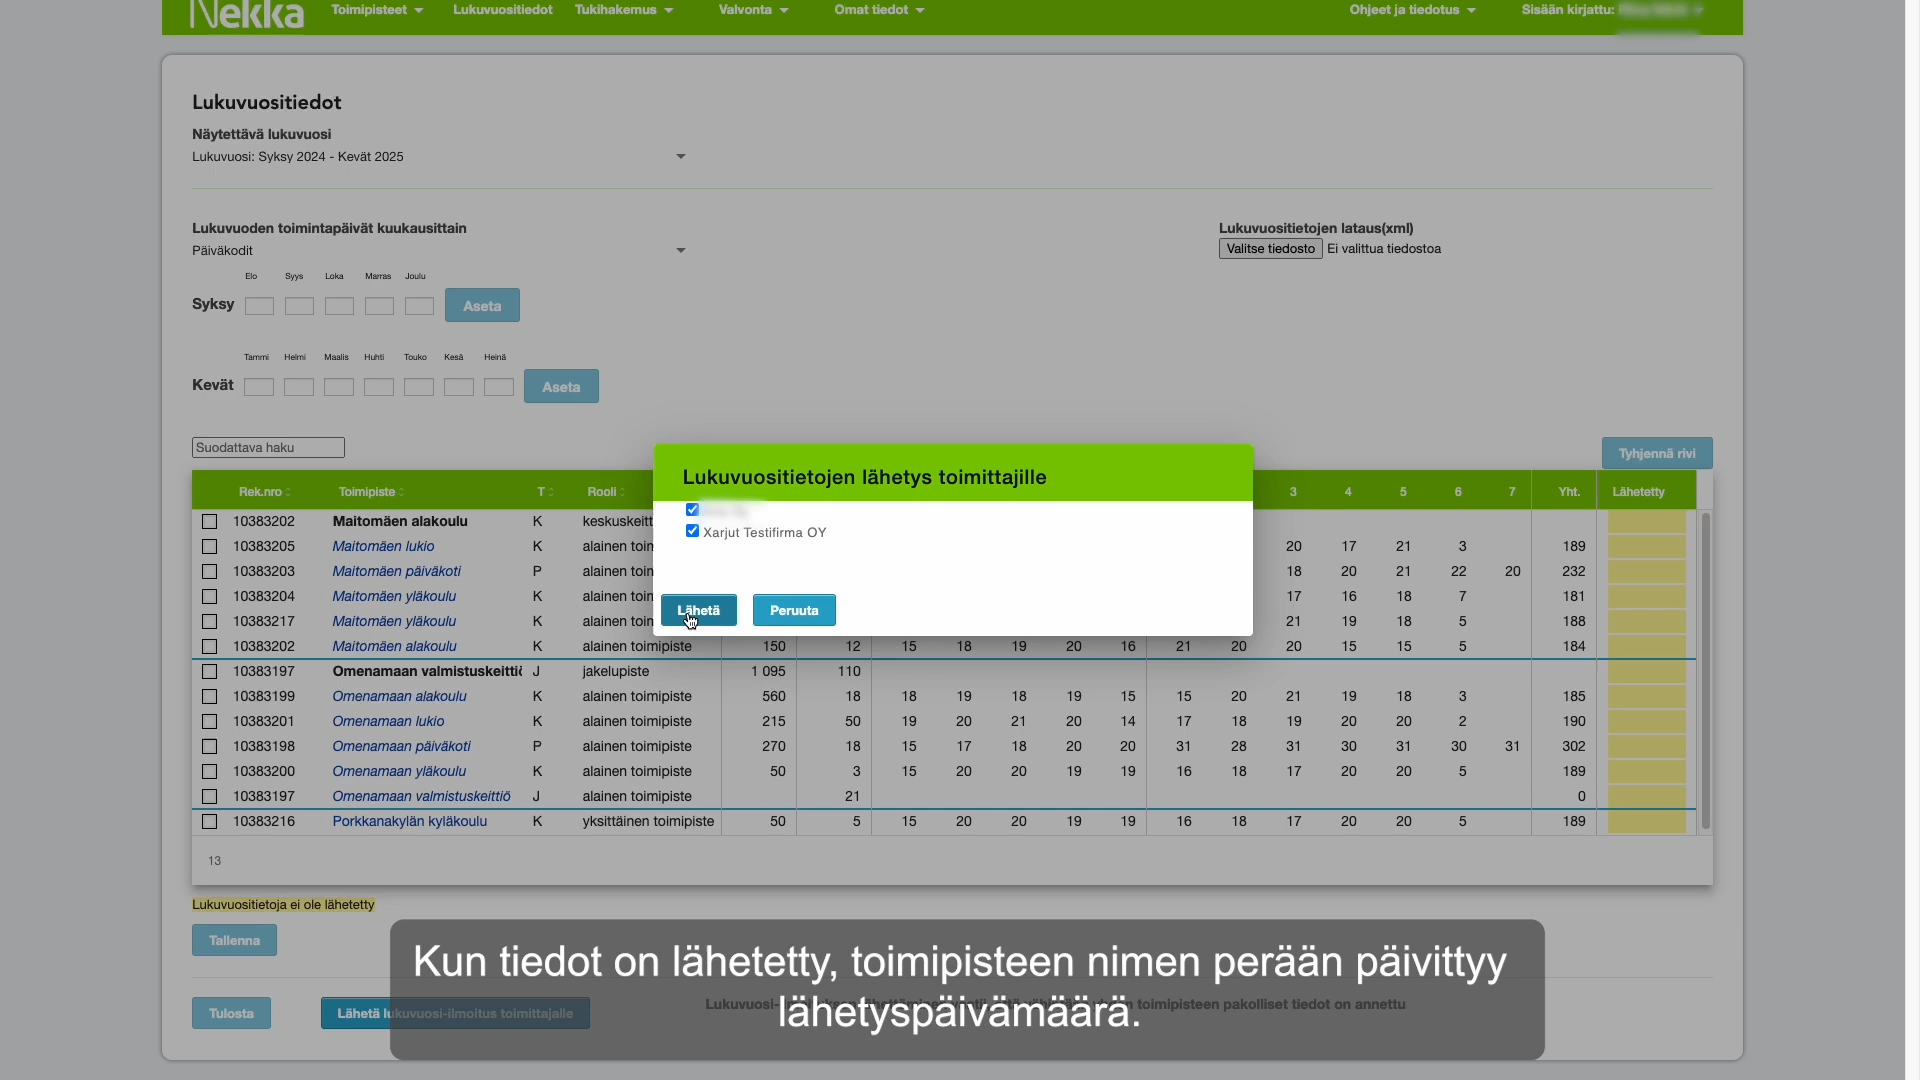 Nekka Toimipisteet Lukuvuositiedot Tukihakemus Valvonta Omat tiedot Ohjeet ja tiedotus Sisään kirjattu:
Lukuvuositiedot
Näytettävä lukuvuosi
Lukuvuosi: Syksy 2024 - Kevät 2025
Lukuvuoden toimintapäivät kuukausittain
Päiväkodit
Lukuvuositietojen lataus(xml)
Valitse tiedosto Ei valittua tiedostoa
Elo Syys Loka Marras Joulu
Syksy Aseta
Tammi Helmi Maalis Huhti Touko Kesä Heinä
Kevät Aseta
Suodattava haku
Tyhjennä rivi
Lukuvuositietojen lähetys toimittajille
Xarjut Testifirma OY
Lähetä Peruuta
Rek.nro Toimipiste T Rooli 3 4 5 6 7 Yht. Lähetetty
10383202 Maitomäen alakoulu K keskuskeitt
10383205 Maitomäen lukio K alainen toim 20 17 21 3 189
10383203 Maitomäen päiväkoti P alainen toim 18 20 21 22 20 232
10383204 Maitomäen yläkoulu K alainen toim 17 16 18 7 181
10383217 Maitomäen yläkoulu K alainen toim 21 19 18 5 188
10383202 Maitomäen alakoulu K alainen toimipiste 150 12 15 18 19 20 16 21 20 20 15 15 5 184
10383197 Omenamaan valmistuskeittiö J jakelupiste 1 095 110
10383199 Omenamaan alakoulu K alainen toimipiste 560 18 18 19 18 19 15 15 20 21 19 18 3 185
10383201 Omenamaan lukio K alainen toimipiste 215 50 19 20 21 20 14 17 18 19 20 20 2 190
10383198 Omenamaan päiväkoti P alainen toimipiste 270 18 15 17 18 20 20 31 28 31 30 31 30 31 302
10383200 Omenamaan yläkoulu K alainen toimipiste 50 3 15 20 20 19 19 16 18 17 20 20 5 189
10383197 Omenamaan valmistuskeittiö J alainen toimipiste 21 0
10383216 Porkkanakylän kyläkoulu K yksittäinen toimipiste 50 5 15 20 20 19 19 16 18 17 20 20 5 189
13
Lukuvuositietoja ei ole lähetetty
Tallenna
Tulosta Lähetä lukuvuosi-ilmoitus toimittajalle Lukuvuosi- toimipisteen pakolliset tiedot on annettu
Kun tiedot on lähetetty, toimipisteen nimen perään päivittyy
lähetyspäivämäärä.